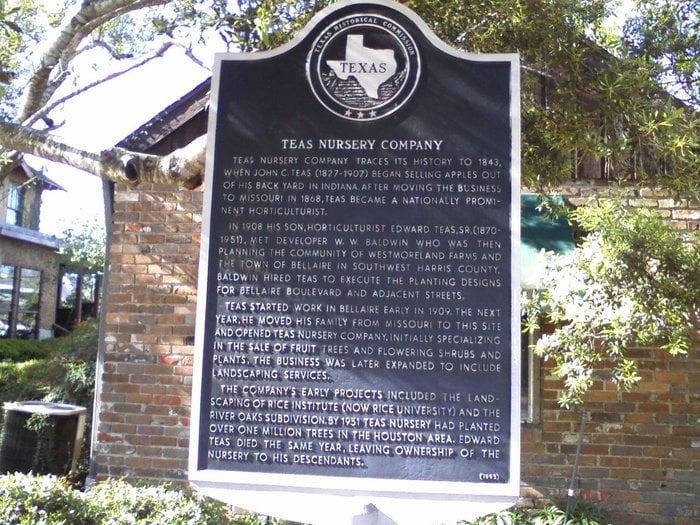 TEXAS HISTORICAL COMMISSION
TEXAS
TEAS NURSERY COMPANY
TEAS NURSERY COMPANY TRACES ITS HISTORY TO 1843,
WHEN JOHN C. TEAS (1827-1907) BEGAN SELLING APPLES OUT
OF HIS BACK YARD IN INDIANA. AFTER MOVING THE BUSINESS
TO MISSOURI IN 1868, TEAS BECAME A NATIONALLY PROMI-
NENT HORTICULTURIST.
IN 1908 HIS SON, HORTICULTURIST EDWARD TEAS, SR. (1870-
1951), MET DEVELOPER W. W. BALDWIN WHO WAS THEN
PLANNING THE COMMUNITY OF WESTMORELAND FARMS AND
THE TOWN OF BELLAIRE IN SOUTHWEST HARRIS COUNTY.
BALDWIN HIRED TEAS TO EXECUTE THE PLANTING DESIGNS
FOR BELLAIRE BOULEVARD AND ADJACENT STREETS.
TEAS STARTED WORK IN BELLAIRE EARLY IN 1909. THE NEXT
YEAR, HE MOVED HIS FAMILY FROM MISSOURI TO THIS SITE
AND OPENED TEAS NURSERY COMPANY. INITIALLY SPECIALIZING
IN THE SALE OF FRUIT TREES AND FLOWERING SHRUBS AND
PLANTS, THE BUSINESS WAS LATER EXPANDED TO INCLUDE
LANDSCAPING SERVICES.
THE COMPANY'S EARLY PROJECTS INCLUDED THE LAND-
SCAPING OF RICE INSTITUTE (NOW RICE UNIVERSITY) AND THE
RIVER OAKS SUBDIVISION. BY 1951 TEAS NURSERY HAD PLANTED
OVER ONE MILLION TREES IN THE HOUSTON AREA. EDWARD
TEAS DIED THE SAME YEAR, LEAVING OWNERSHIP OF THE
NURSERY TO HIS DESCENDANTS.